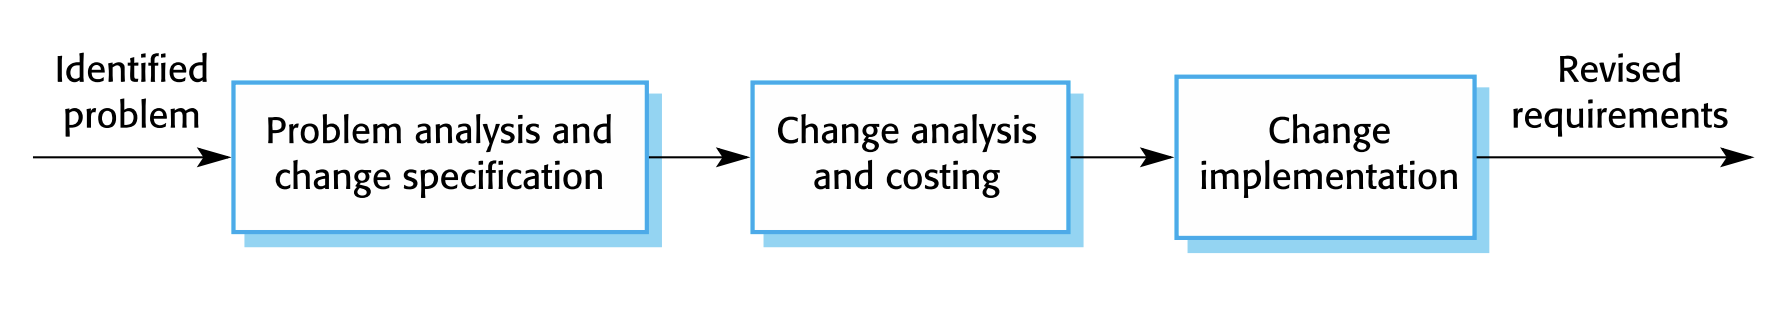 Identified
problem
Problem analysis and
change specification
Change analysis
and costing
Change
implementation
Revised
requirements